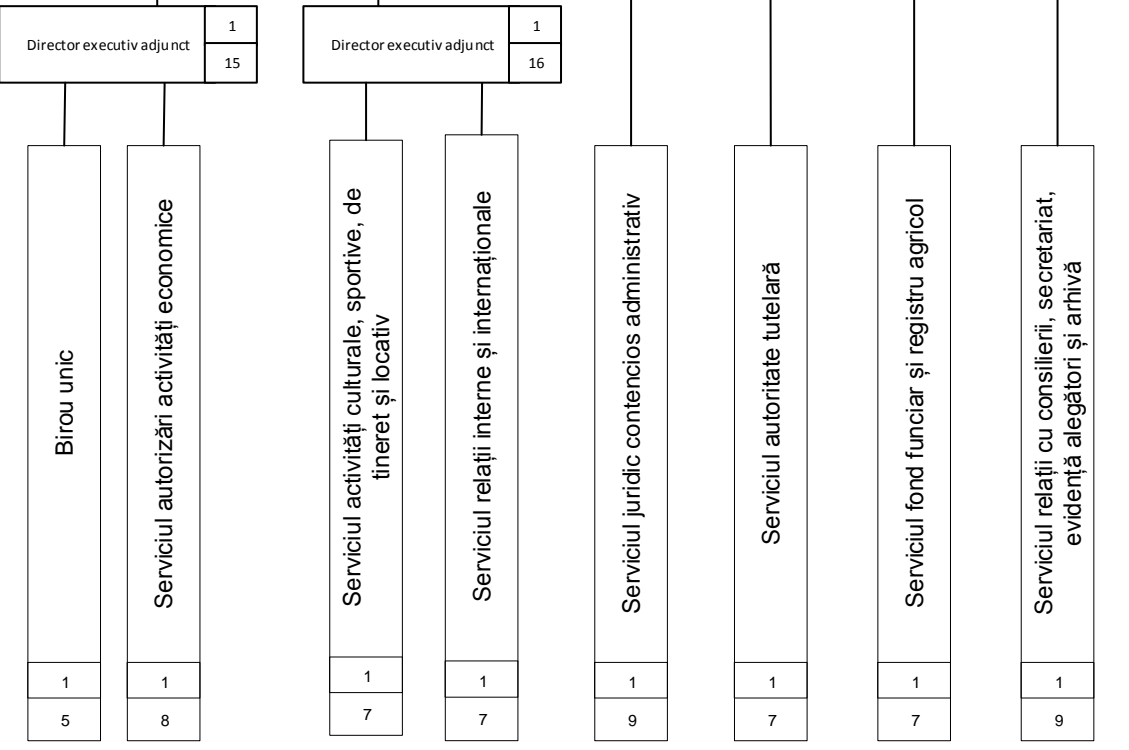 Director executiv adjunct
1
15
Director executiv adjunct
1
16
Birou unic
1
5
Serviciul autorizări activități economice
1
8
Serviciul activități culturale, sportive, de
tineret și locativ
1
7
Serviciul relații interne și internaționale
1
7
Serviciul juridic contencios administrativ
1
9
Serviciul autoritate tutelară
1
7
Serviciul fond funciar și registru agricol
1
7
Serviciul relații cu consilierii, secretariat,
evidență alegători și arhivă
1
9